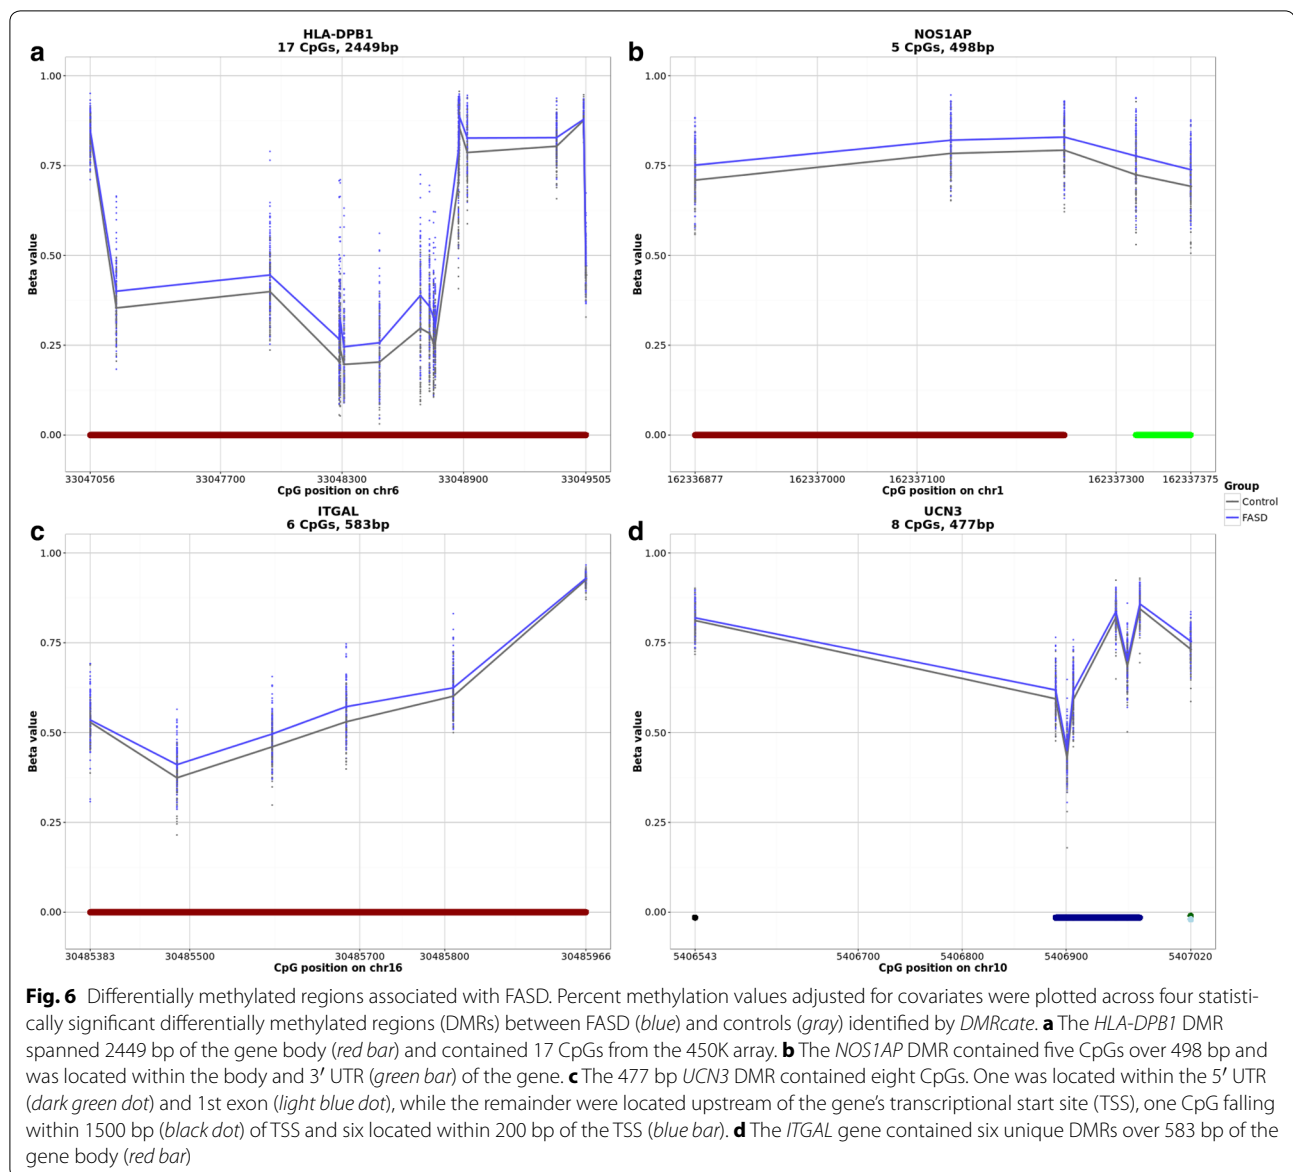 a
HLA-DPB1
17 CpGs, 2449bp
Beta value
1.00
0.75
0.50
0.25
0.00
33047056
33047700
33048300
33048900
33049505
CpG position on chr6
b
NOS1AP
5 CpGs, 498bp
Beta value
1.00
0.75
0.50
0.25
0.00
162336877
162337000
162337100
162337300
162337375
CpG position on chr1
Group
Control
FASD
c
ITGAL
6 CpGs, 583bp
Beta value
1.00
0.75
0.50
0.25
0.00
30485383
30485500
30485700
30485800
30485966
CpG position on chr16
d
UCN3
8 CpGs, 477bp
Beta value
1.00
0.75
0.50
0.25
0.00
5406543
5406700
5406800
5406900
5407020
CpG position on chr10
Fig. 6 Differentially methylated regions associated with FASD. Percent methylation values adjusted for covariates were plotted across four statisti-
cally significant differentially methylated regions (DMRs) between FASD (blue) and controls (gray) identified by DMRcate. a The HLA-DPB1 DMR
spanned 2449 bp of the gene body (red bar) and contained 17 CpGs from the 450K array. b The NOS1AP DMR contained five CpGs over 498 bp and
was located within the body and 3′ UTR (green bar) of the gene. c The 477 bp UCN3 DMR contained eight CpGs. One was located within the 5′ UTR
(dark green dot) and 1st exon (light blue dot), while the remainder were located upstream of the gene's transcriptional start site (TSS), one CpG falling
within 1500 bp (black dot) of TSS and six located within 200 bp of the TSS (blue bar). d The ITGAL gene contained six unique DMRs over 583 bp of the
gene body (red bar)